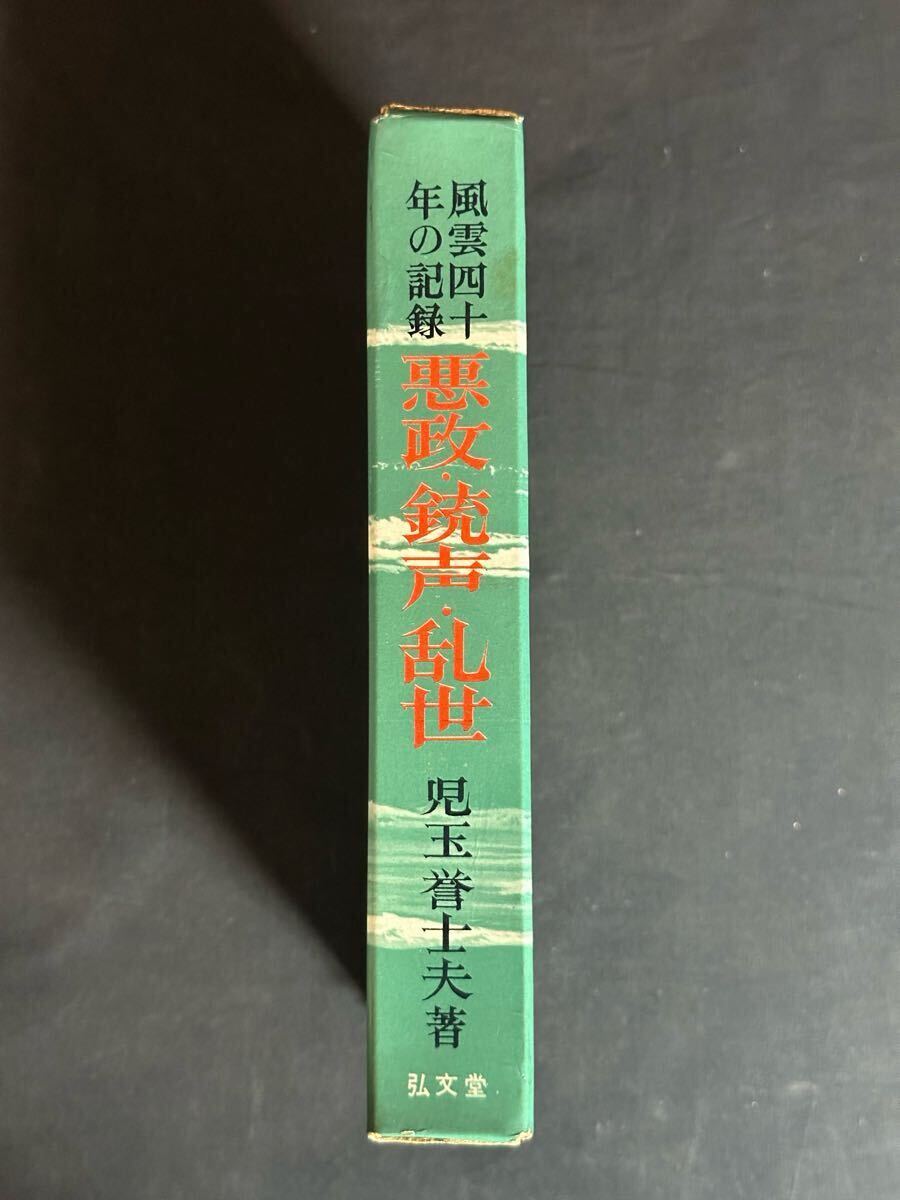 風雲四十
年の記録
悪政・銃声・乱世
児玉誉士夫著
弘文堂